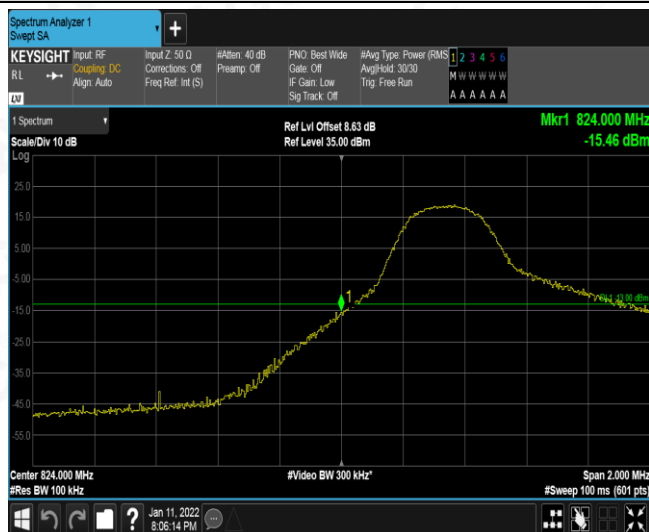 Spectrum Analyzer 1
Swept SA
+
KEYSIGHT
RL
LXI
Input: RF
Coupling: DC
Align: Auto
Input Z: 50 Ω
Corrections: Off
Freq Ref: Int (S)
#Atten: 40 dB
Preamp: Off
PNO: Best Wide
Gate: Off
IF Gain: Low
Sig Track: Off
#Avg Type: Power (RMS
Avg|Hold: 30/30
Trig: Free Run
1 2 3 4 5 6
M W W W W W
A A A A A A
1 Spectrum
Scale/Div 10 dB
Log
Ref Lvl Offset 8.63 dB
Ref Level 35.00 dBm
Mkr1 824.000 MHz
-15.46 dBm
25.0
15.0
5.00
-5.00
-15.0
-25.0
-35.0
-45.0
-55.0
1
DL1 -13.00 dBm
Center 824.000 MHz
#Res BW 100 kHz
#Video BW 300 kHz*
Span 2.000 MHz
#Sweep 100 ms (601 pts)
?
Jan 11, 2022
8:06:14 PM